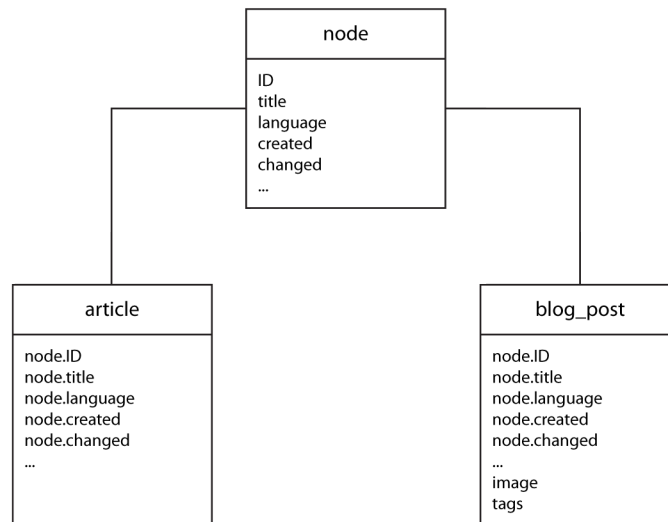 node
ID
title
language
created
changed
...
article
node.ID
node.title
node.language
node.created
node.changed
...
blog_post
node.ID
node.title
node.language
node.created
node.changed
...
image
tags